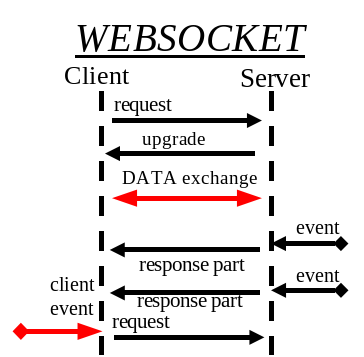 WEBSOCKET
Client
Server
request
upgrade
DATA exchange
event
response part
event
client
event
response part
request